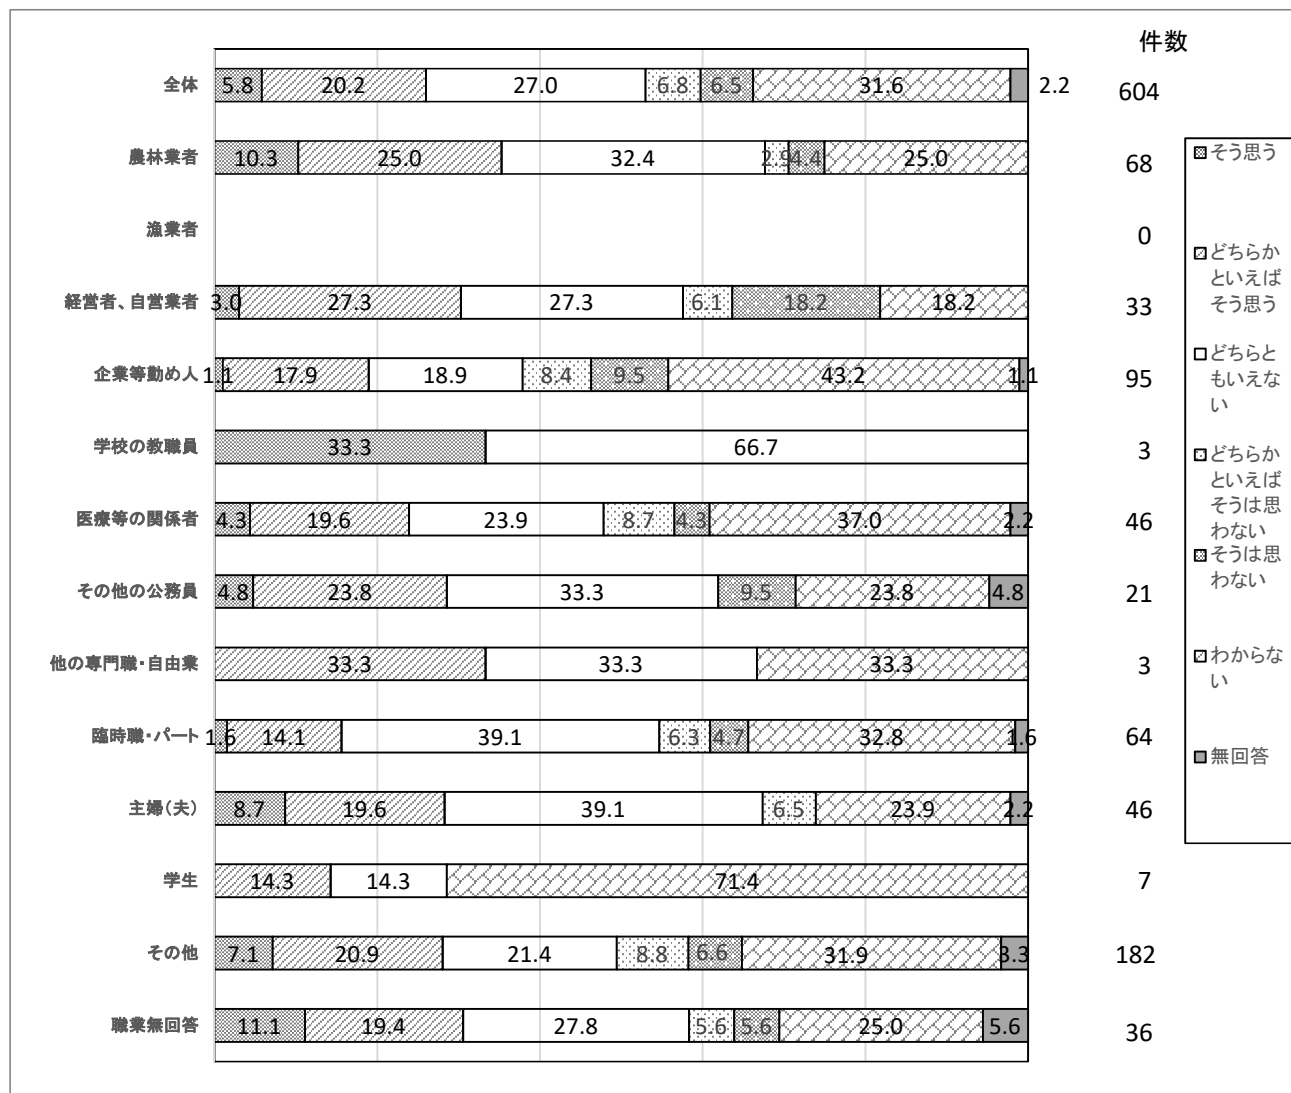 件数
全体 5.8 20.2 27.0 6.8 6.5 31.6 2.2 604
農林業者 10.3 25.0 32.4 2.9 4.4 25.0 68
漁業者 0
経営者、自営業者 3.0 27.3 27.3 6.1 18.2 18.2 33
企業等勤め人 1.1 17.9 18.9 8.4 9.5 43.2 1.1 95
学校の教職員 33.3 66.7 3
医療等の関係者 4.3 19.6 23.9 8.7 4.3 37.0 2.2 46
その他の公務員 4.8 23.8 33.3 9.5 23.8 4.8 21
他の専門職・自由業 33.3 33.3 33.3 3
臨時職・パート 1.6 14.1 39.1 6.3 4.7 32.8 1.6 64
主婦(夫) 8.7 19.6 39.1 6.5 23.9 2.2 46
学生 14.3 14.3 71.4 7
その他 7.1 20.9 21.4 8.8 6.6 31.9 3.3 182
職業無回答 11.1 19.4 27.8 5.6 5.6 25.0 5.6 36
そう思う
どちらか
といえば
そう思う
どちらと
もいえな
い
どちらか
といえば
そうは思
わない
そうは思
わない
わからな
い
無回答